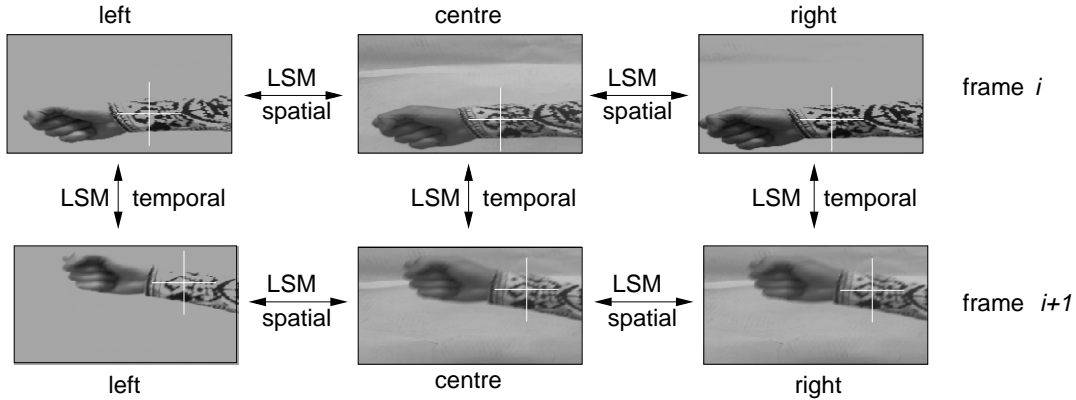 left centre right
LSM LSM frame i
spatial spatial
LSM temporal LSM temporal LSM temporal
LSM LSM
spatial spatial frame i+1
left centre right